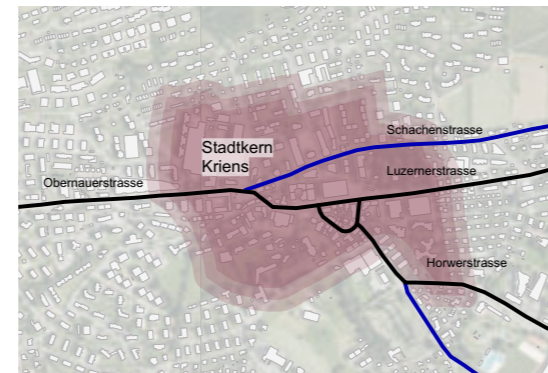 Schachenstrasse
Stadtkern
Kriens
Luzernerstrasse
Obernauerstrasse
Horwerstrasse